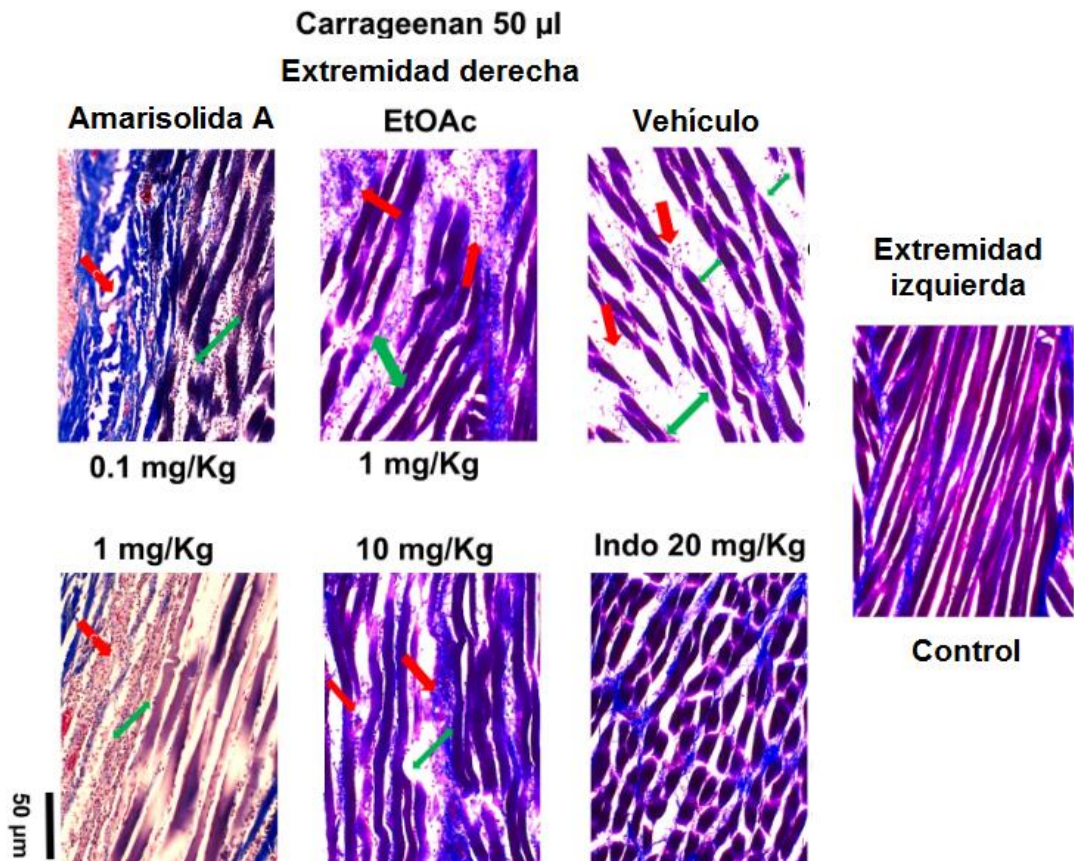 Carrageenan 50 µl
Extremidad derecha
Amarisolida A
EtOAc
Vehículo
Extremidad
izquierda
0.1 mg/Kg
1 mg/Kg
1 mg/Kg
10 mg/Kg
Indo 20 mg/Kg
Control
50 µm